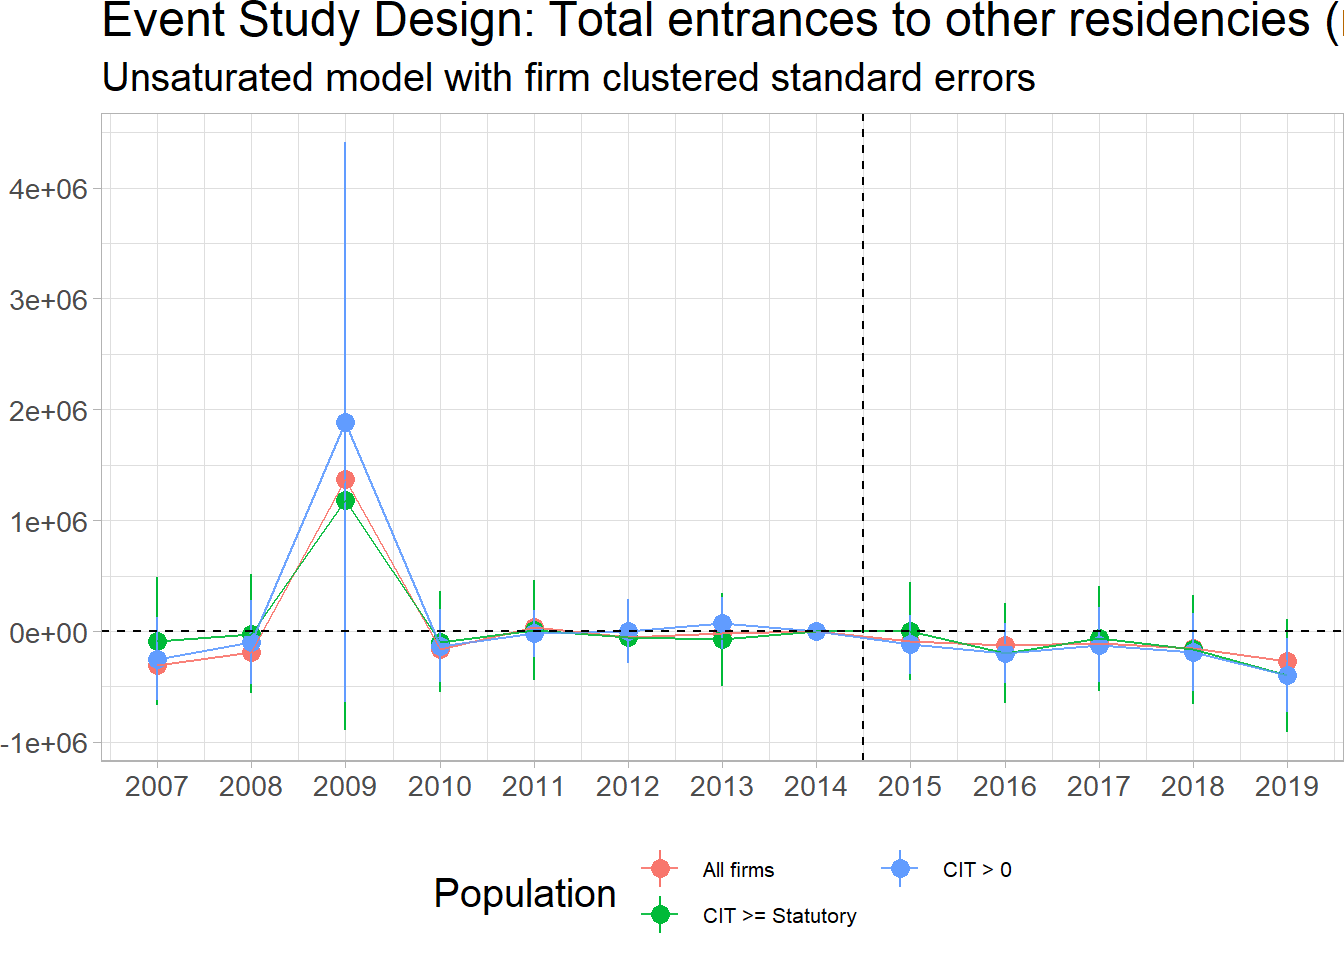 Event Study Design: Total entrances to other residencies (
Unsaturated model with firm clustered standard errors
4e+06
3e+06
2e+06
1e+06
0e+00
-1e+06
2007 2008 2009 2010 2011 2012 2013 2014 2015 2016 2017 2018 2019
Population
All firms
CIT >= Statutory
CIT > 0